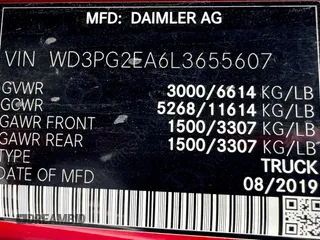 MFD: DAIMLER AG
VIN WD3PG2EA6L3655607
GVWR 3000/6614 KG/LB
GCWR 5268/11614 KG/LB
GAWR FRONT 1500/3307 KG/LB
GAWR REAR 1500/3307 KG/LB
TYPE TRUCK
DATE OF MFD 08/2019